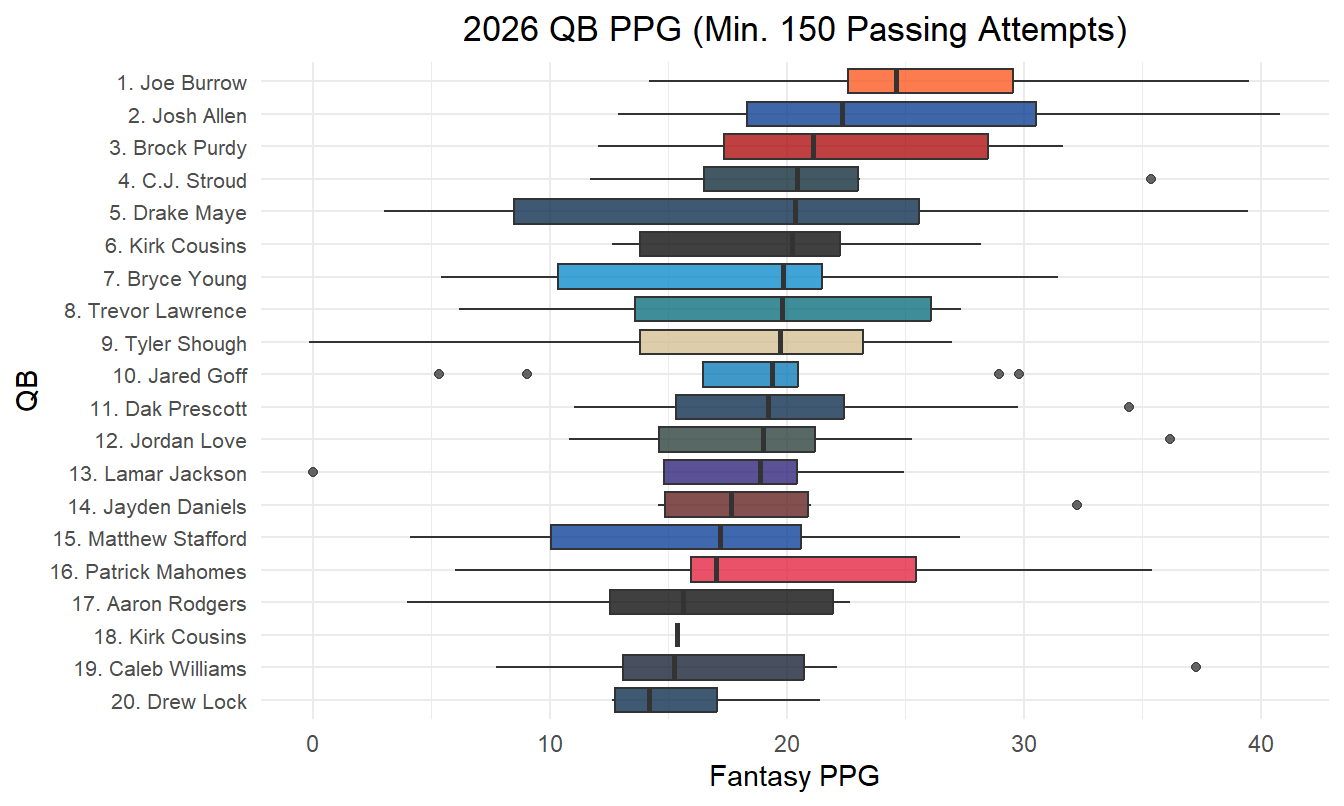 2026 QB PPG (Min. 150 Passing Attempts)
QB
1. Joe Burrow
2. Josh Allen
3. Brock Purdy
4. C.J. Stroud
5. Drake Maye
6. Kirk Cousins
7. Bryce Young
8. Trevor Lawrence
9. Tyler Shough
10. Jared Goff
11. Dak Prescott
12. Jordan Love
13. Lamar Jackson
14. Jayden Daniels
15. Matthew Stafford
16. Patrick Mahomes
17. Aaron Rodgers
18. Kirk Cousins
19. Caleb Williams
20. Drew Lock
0 10 20 30 40
Fantasy PPG